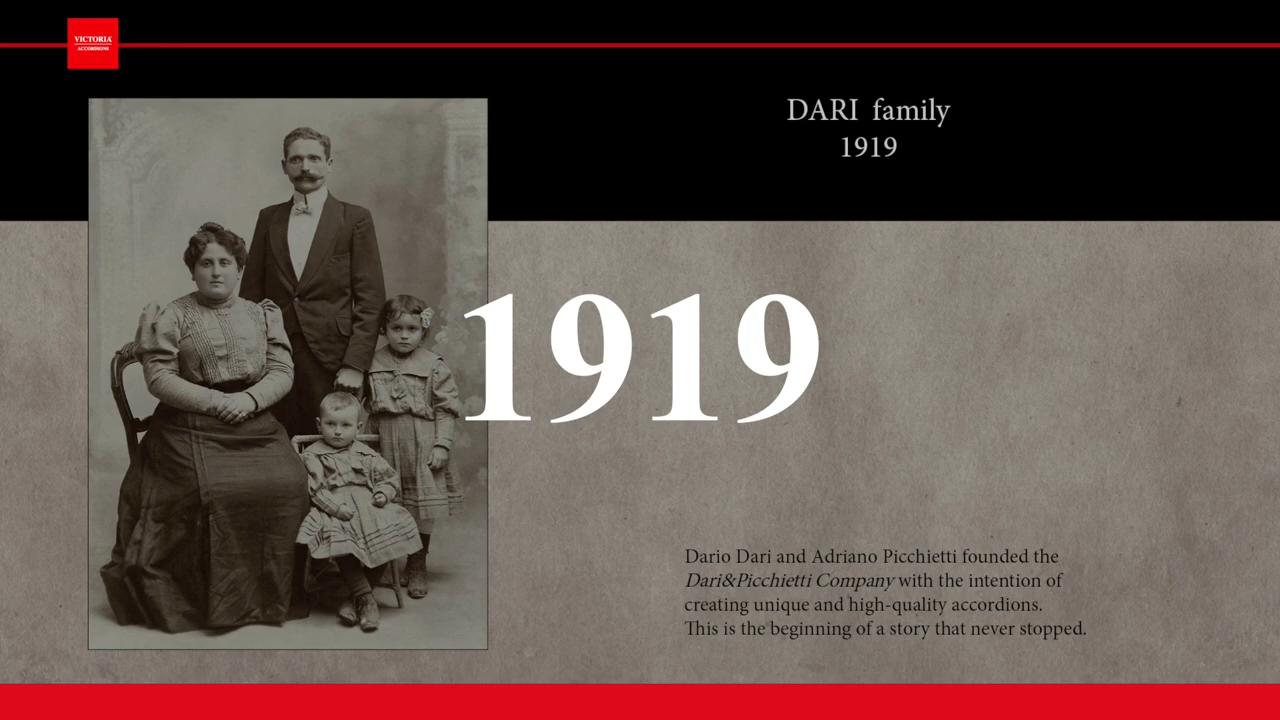 VICTORIA
ACCORDIONS
DARI family
1919
1919
Dario Dari and Adriano Picchietti founded the
Dari&Picchietti Company with the intention of
creating unique and high-quality accordions.
This is the beginning of a story that never stopped.